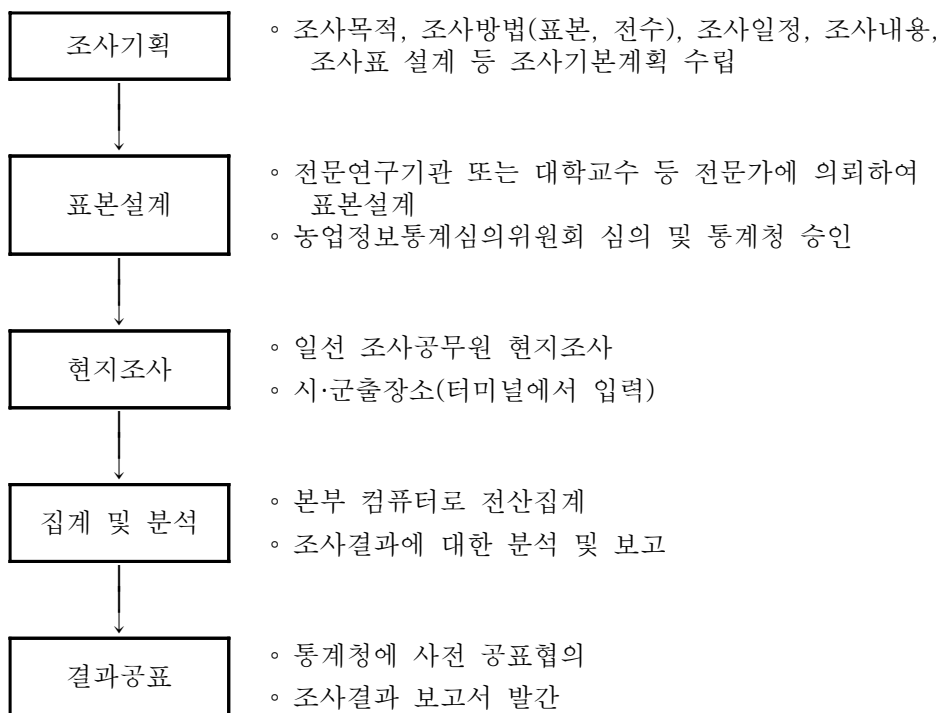 조사기획
◦ 조사목적, 조사방법(표본, 전수), 조사일정, 조사내용,
조사표 설계 등 조사기본계획 수립
표본설계
◦ 전문연구기관 또는 대학교수 등 전문가에 의뢰하여
표본설계
◦ 농업정보통계심의위원회 심의 및 통계청 승인
현지조사
◦ 일선 조사공무원 현지조사
◦ 시·군출장소(터미널에서 입력)
집계 및 분석
◦ 본부 컴퓨터로 전산집계
◦ 조사결과에 대한 분석 및 보고
결과공표
◦ 통계청에 사전 공표협의
◦ 조사결과 보고서 발간